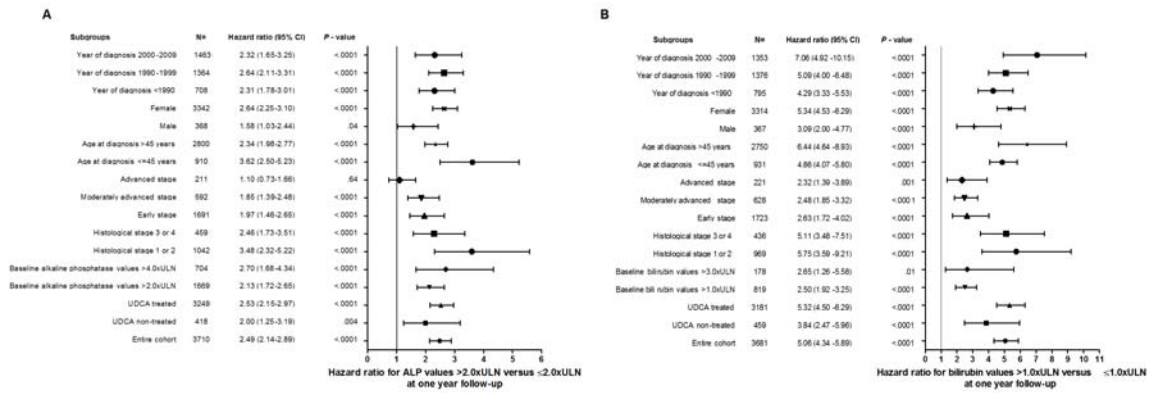 A
Subgroups N= Hazard ratio (95% CI) P - value
Year of diagnosis 2000-2009 1463 2.32 (1.65-3.25) <.0001
Year of diagnosis 1990-1999 1364 2.64 (2.11-3.31) <.0001
Year of diagnosis <1990 708 2.31 (1.78-3.01) <.0001
Female 3342 2.64 (2.25-3.10) <.0001
Male 368 1.58 (1.03-2.44) .04
Age at diagnosis >45 years 2800 2.34 (1.98-2.77) <.0001
Age at diagnosis <=45 years 910 3.62 (2.50-5.23) <.0001
Advanced stage 211 1.10 (0.73-1.66) .64
Moderately advanced stage 592 1.85 (1.39-2.48) <.0001
Early stage 1691 1.97 (1.46-2.65) <.0001
Histological stage 3 or 4 459 2.46 (1.73-3.51) <.0001
Histological stage 1 or 2 1042 3.48 (2.32-5.22) <.0001
Baseline alkaline phosphatase values >4.0xULN 704 2.70 (1.68-4.34) <.0001
Baseline alkaline phosphatase values >2.0xULN 1669 2.13 (1.72-2.65) <.0001
UDCA treated 3249 2.53 (2.15-2.97) <.0001
UDCA non-treated 418 2.00 (1.25-3.19) .004
Entire cohort 3710 2.49 (2.14-2.89) <.0001
0 1 2 3 4 5 6
Hazard ratio for ALP values >2.0xULN versus ≤2.0xULN
at one year follow-up
B
Subgroups N= Hazard ratio (95% CI) P - value
Year of diagnosis 2000 -2009 1353 7.06 (4.92 -10.15) <.0001
Year of diagnosis 1990 -1999 1376 5.09 (4.00 -6.48) <.0001
Year of diagnosis <1990 795 4.29 (3.33 -5.53) <.0001
Female 3314 5.34 (4.53 -6.29) <.0001
Male 367 3.09 (2.00 -4.77) <.0001
Age at diagnosis >45 years 2750 6.44 (4.64 -8.93) <.0001
Age at diagnosis <=45 years 931 4.86 (4.07 -5.80) <.0001
Advanced stage 221 2.32 (1.39 -3.89) .001
Moderately advanced stage 628 2.48 (1.85 -3.32) <.0001
Early stage 1723 2.63 (1.72 -4.02) <.0001
Histological stage 3 or 4 436 5.11 (3.48 -7.51) <.0001
Histological stage 1 or 2 969 5.75 (3.59 -9.21) <.0001
Baseline bilirubin values >3.0xULN 178 2.65 (1.26 -5.58) .01
Baseline bili rubin values >1.0xULN 819 2.50 (1.92 -3.25) <.0001
UDCA treated 3181 5.32 (4.50 -6.29) <.0001
UDCA non-treated 459 3.84 (2.47 -5.96) <.0001
Entire cohort 3681 5.06 (4.34 -5.89) <.0001
0 1 2 3 4 5 6 7 8 9 10 11
Hazard ratio for bilirubin values >1.0xULN versus ≤1.0xULN
at one year follow-up